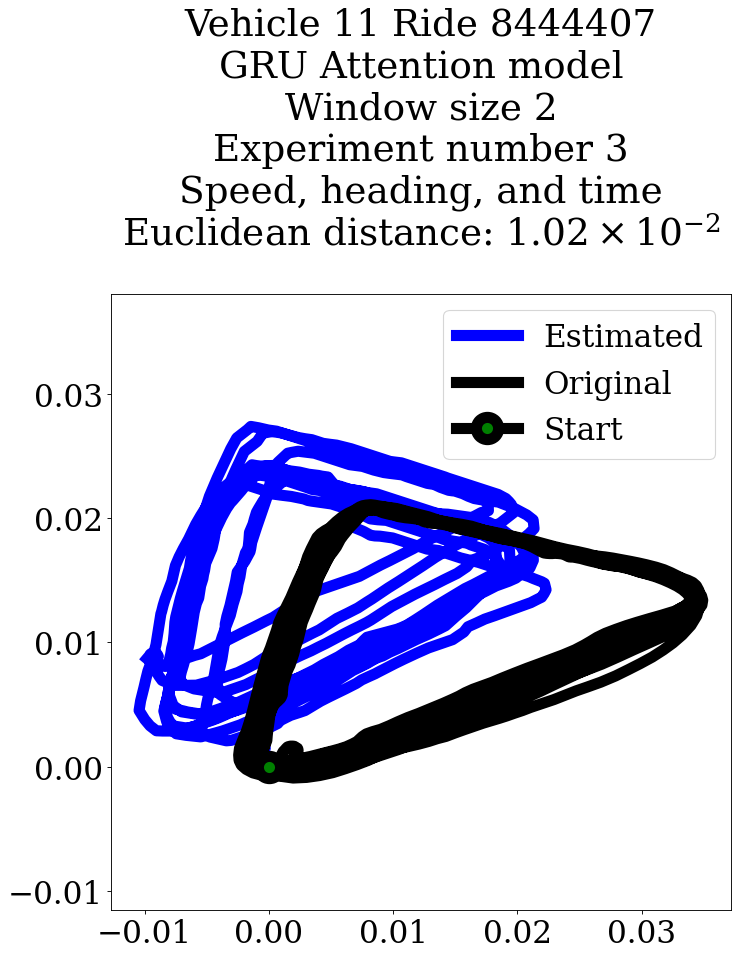 Vehicle 11 Ride 8444407
GRU Attention model
Window size 2
Experiment number 3
Speed, heading, and time
Euclidean distance: 1.02 × 10⁻²
Estimated
Original
Start
0.03
0.02
0.01
0.00
−0.01
−0.01 0.00 0.01 0.02 0.03